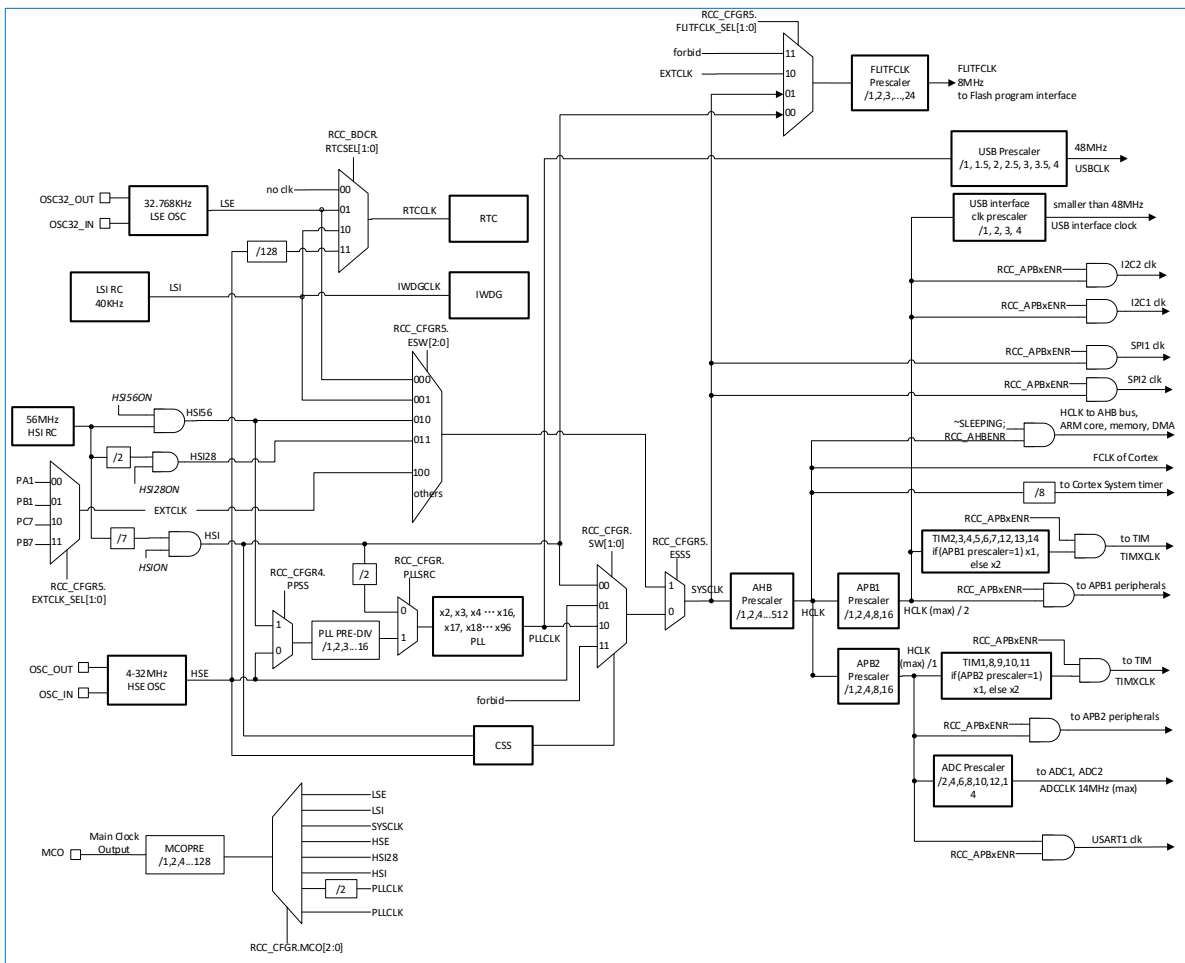 RCC_CFGR5.
FLITFCLK_SEL[1:0]
forbid
11
EXTCLK
10
01
00
FLITFCLK
Prescaler
/1,2,3,...,24
FLITFCLK
8MHz
to Flash program interface
RCC_BDCR.
RTCSEL[1:0]
USB Prescaler
/1, 1.5, 2, 2.5, 3, 3.5, 4
48MHz
USBCLK
no clk
00
OSC32_OUT
OSC32_IN
32.768KHz
LSE OSC
LSE
01
10
11
/128
RTCCLK
RTC
USB interface
clk prescaler
/1, 2, 3, 4
smaller than 48MHz
USB interface clock
LSI RC
40KHz
LSI
IWDGCLK
IWDG
RCC_APBxENR
I2C2 clk
RCC_APBxENR
I2C1 clk
RCC_CFGR5.
ESW[2:0]
RCC_APBxENR
SPI1 clk
RCC_APBxENR
SPI2 clk
000
001
010
011
100
others
HSI56ON
56MHz
HSI RC
HSI56
/2
HSI28
HSI28ON
~SLEEPING;
RCC_AHBENR
HCLK to AHB bus,
ARM core, memory, DMA
FCLK of Cortex
/8
to Cortex System timer
PA1
00
PB1
01
PC7
10
PB7
11
EXTCLK
RCC_CFGR5.
EXTCLK_SEL[1:0]
/7
HSI
HSION
RCC_CFGR4.
PPSS
/2
RCC_CFGR.
PLLSRC
RCC_CFGR.
SW[1:0]
RCC_CFGR5.
ESSS
RCC_APBxENR
TIM2,3,4,5,6,7,12,13,14
if(APB1 prescaler=1) x1,
else x2
to TIM
TIMXCLK
1
0
PLL PRE-DIV
/1,2,3...16
0
1
x2, x3, x4 ··· x16,
x17, x18··· x96
PLL
PLLCLK
00
01
10
11
1
0
SYSCLK
AHB
Prescaler
/1,2,4...512
HCLK
APB1
Prescaler
/1,2,4,8,16
HCLK (max) / 2
RCC_APBxENR
to APB1 peripherals
OSC_OUT
OSC_IN
4-32MHz
HSE OSC
HSE
forbid
CSS
APB2
Prescaler
/1,2,4,8,16
HCLK
(max) /1
RCC_APBxENR
TIM1,8,9,10,11
if(APB2 prescaler=1)
x1, else x2
to TIM
TIMXCLK
RCC_APBxENR
to APB2 peripherals
ADC Prescaler
/2,4,6,8,10,12,1
4
to ADC1, ADC2
ADCCLK 14MHz (max)
RCC_APBxENR
USART1 clk
MCO
Main Clock
Output
MCOPRE
/1,2,4...128
LSE
LSI
SYSCLK
HSE
HSI28
HSI
/2
PLLCLK
PLLCLK
RCC_CFGR.MCO[2:0]